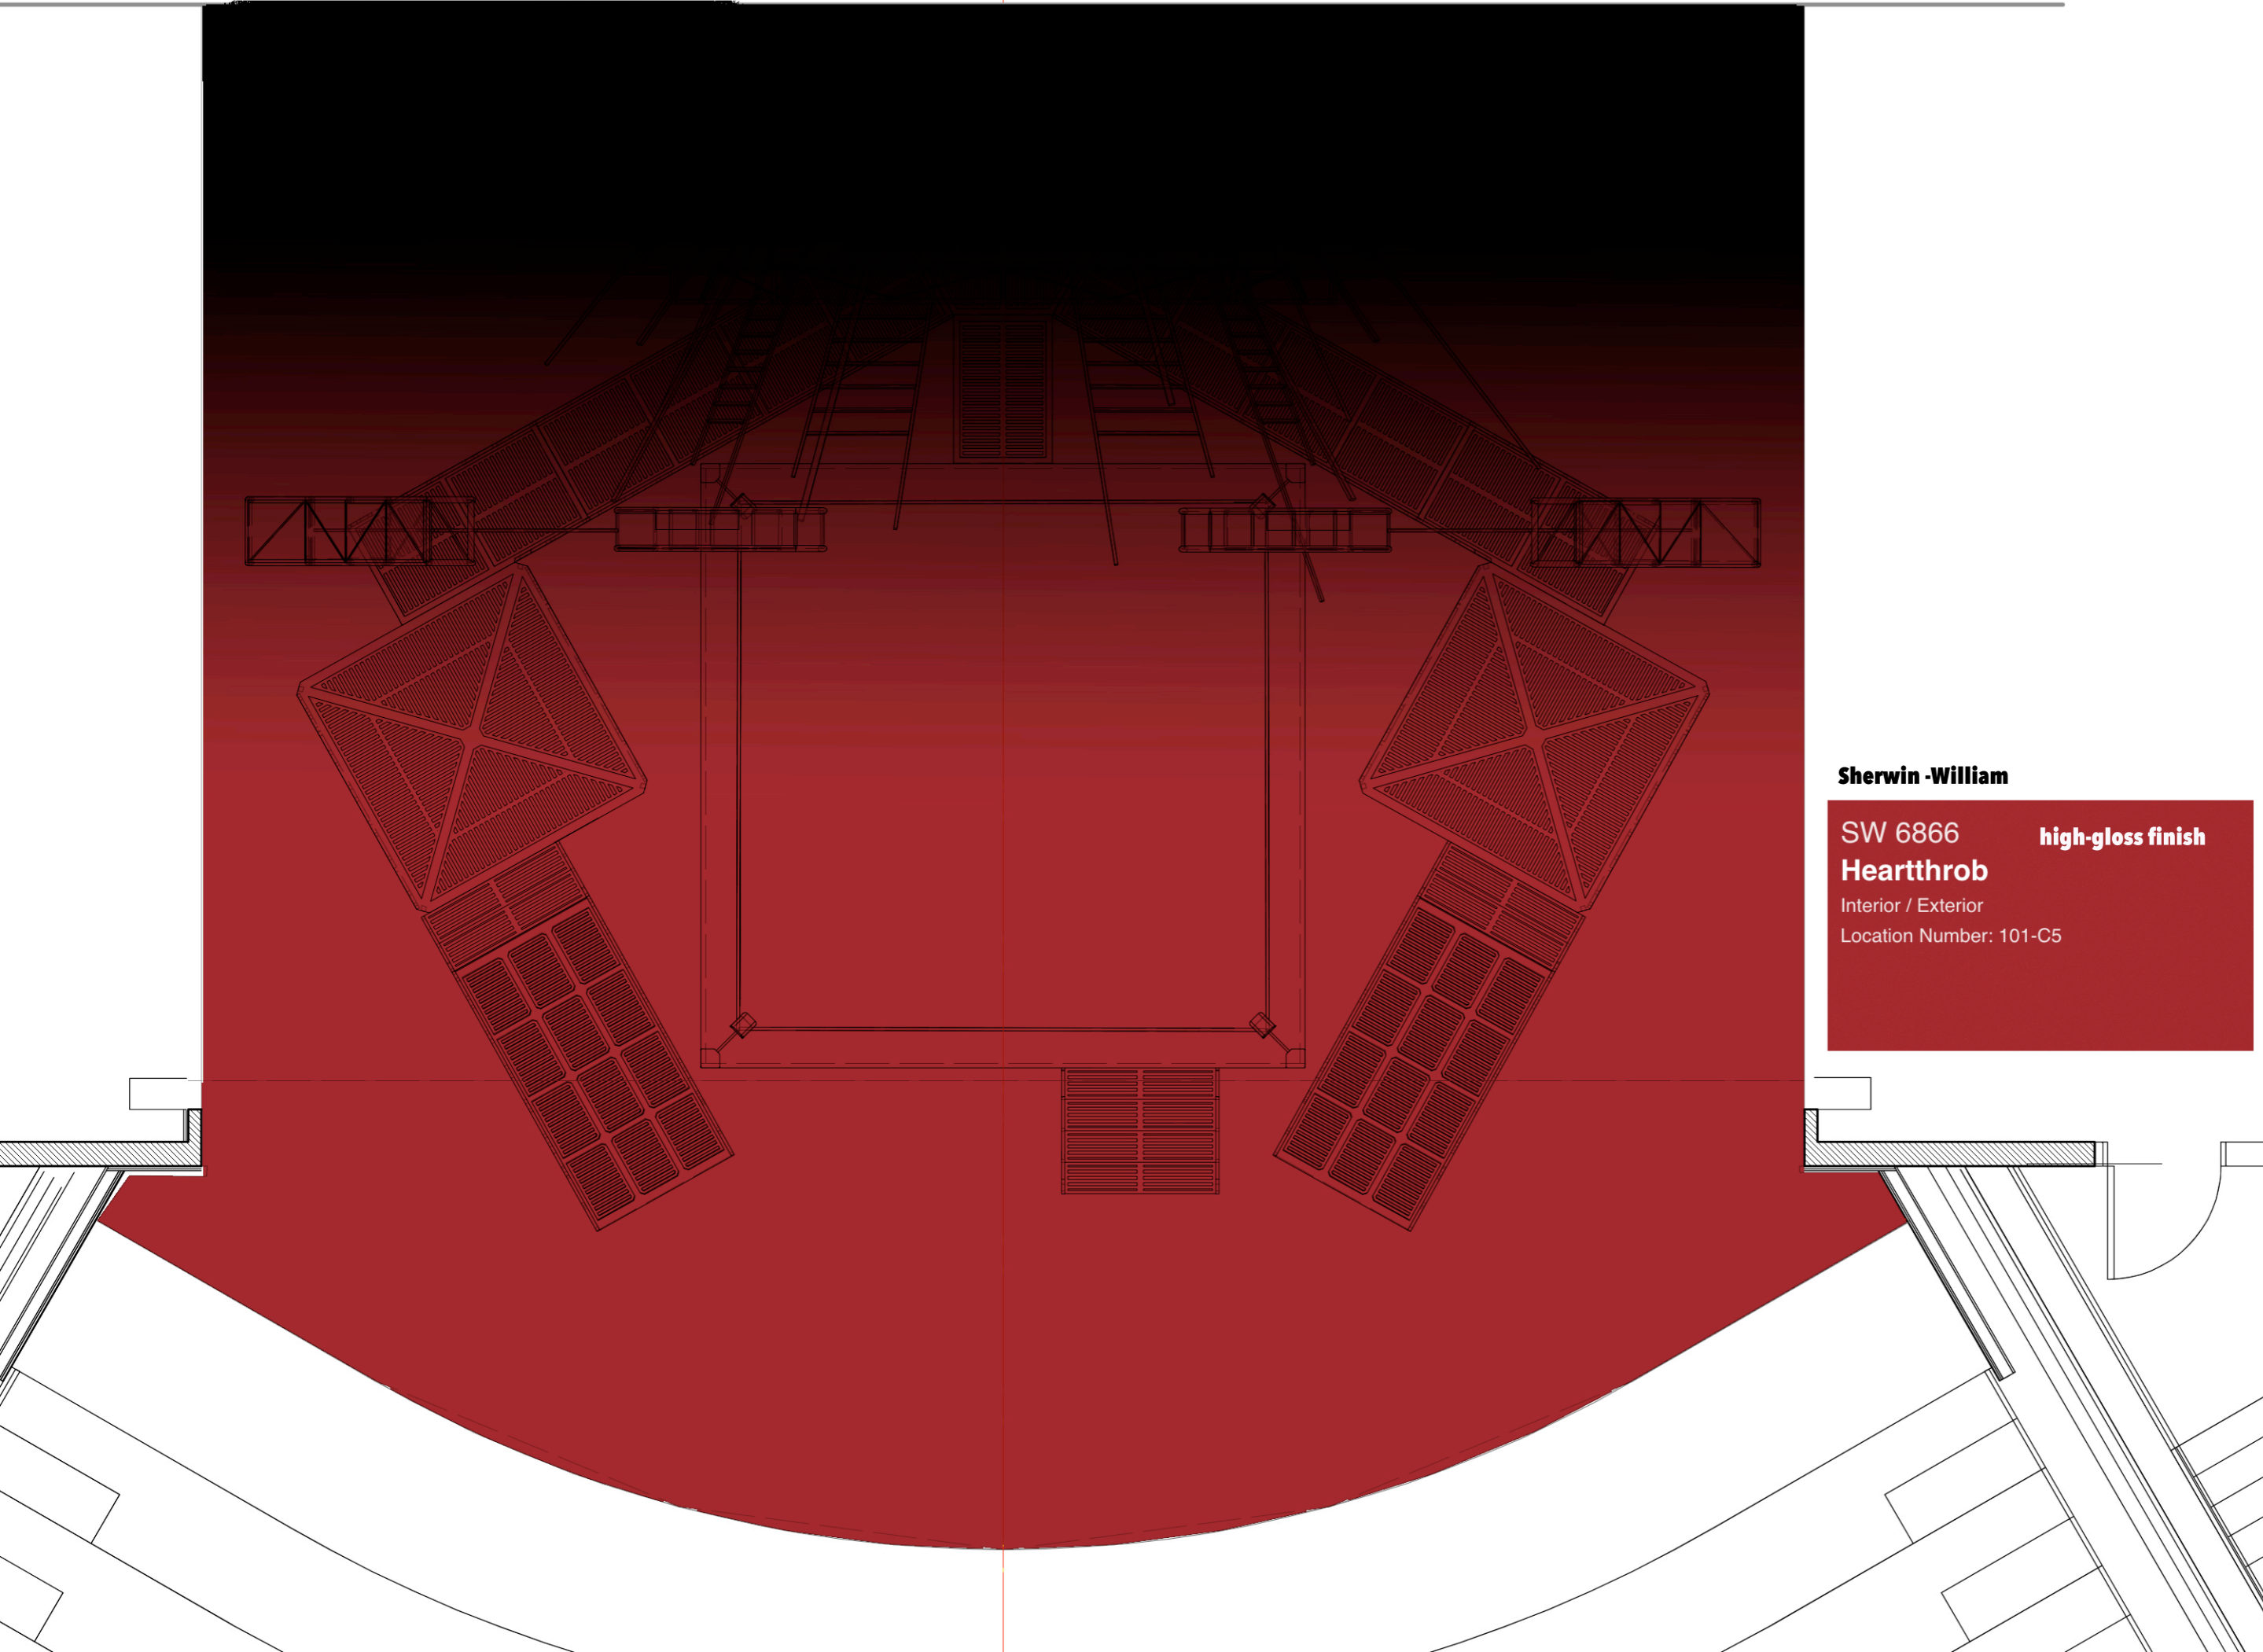 Sherwin -William
SW 6866
high-gloss finish
Heartthrob
Interior / Exterior
Location Number: 101-C5